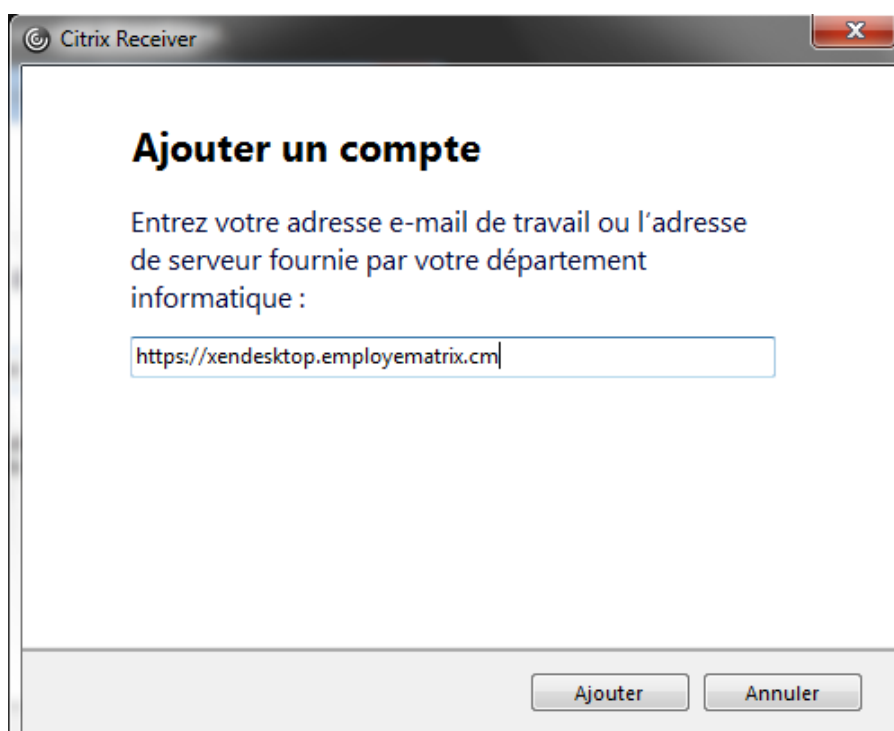 Citrix Receiver
Ajouter un compte
Entrez votre adresse e-mail de travail ou l'adresse
de serveur fournie par votre département
informatique :
https://xendesktop.employematrix.cm
Ajouter
Annuler